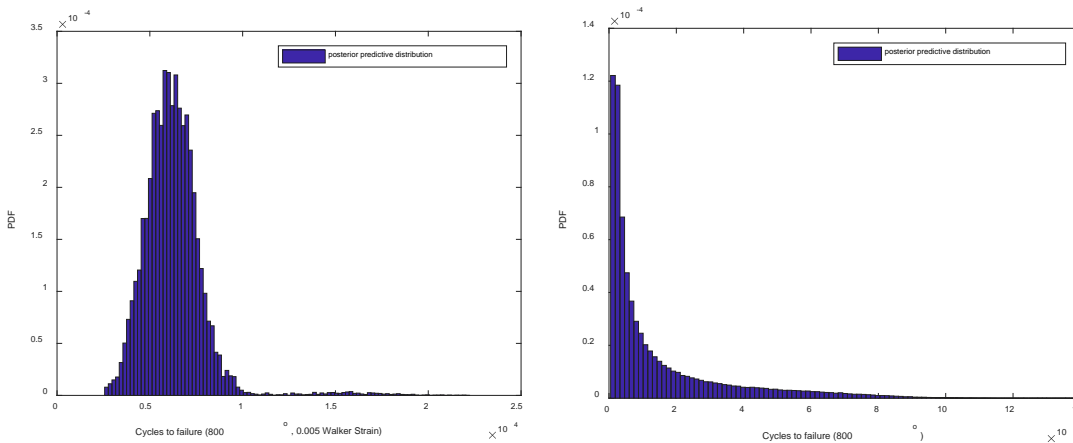 × 10 -4
3.5
3
2.5
2
1.5
1
0.5
0
PDF
posterior predictive distribution
0 0.5 1 1.5 2 2.5
Cycles to failure (800 o , 0.005 Walker Strain)
× 10 4
× 10 -4
1.4
1.2
1
0.8
0.6
0.4
0.2
0
PDF
posterior predictive distribution
0 2 4 6 8 10 12
Cycles to failure (800 o )
× 10